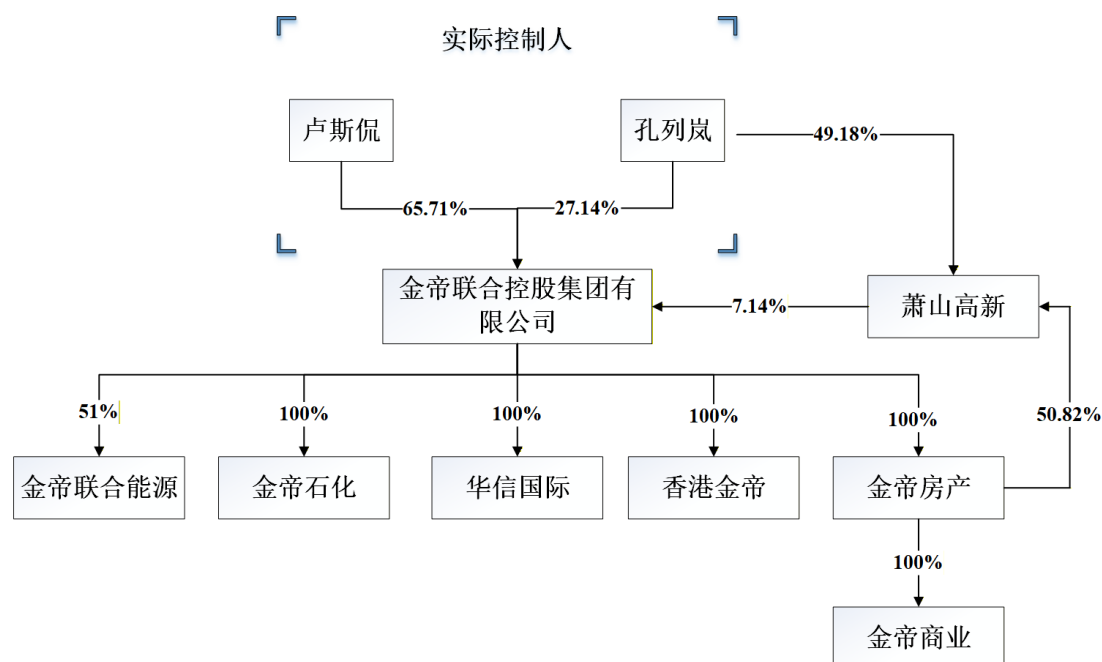 实际控制人
卢斯侃
孔列岚
49.18%
65.71%
27.14%
金帝联合控股集团有
限公司
7.14%
萧山高新
51%
100%
100%
100%
100%
50.82%
金帝联合能源
金帝石化
华信国际
香港金帝
金帝房产
100%
金帝商业